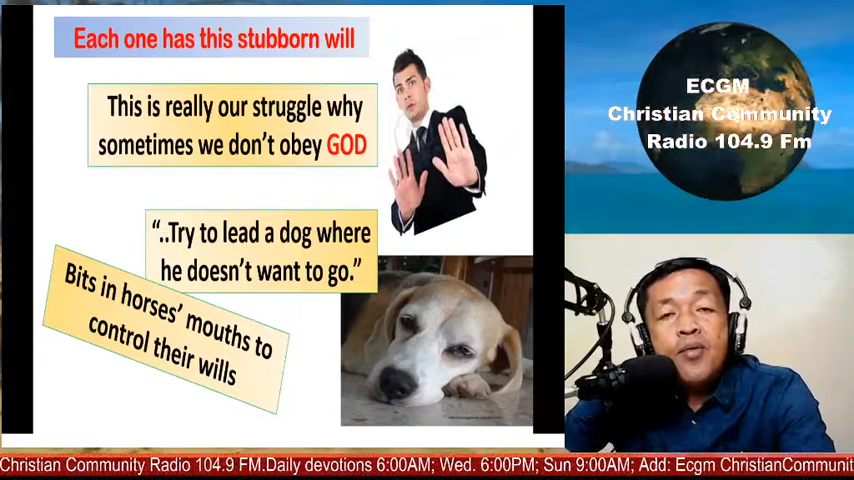 Each one has this stubborn will
This is really our struggle why
sometimes we don't obey GOD
"..Try to lead a dog where
he doesn't want to go."
Bits in horses' mouths to
control their wills
ECGM
Christian Community
Radio 104.9 Fm
Christian Community Radio 104.9 FM.Daily devotions 6:00AM; Wed. 6:00PM; Sun 9:00AM; Add: Ecgm ChristianCommunit